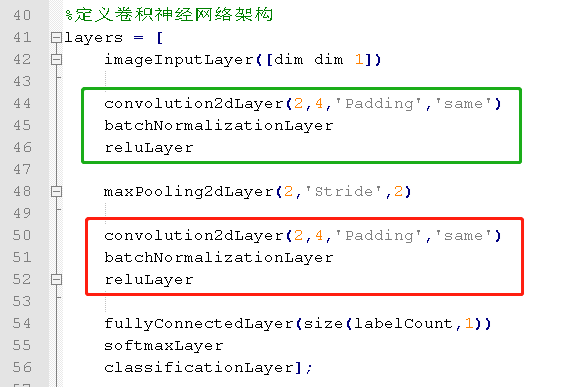 40 %定义卷积神经网络架构
41 layers = [
42 imageInputLayer([dim dim 1])
43
44 convolution2dLayer(2,4,'Padding','same')
45 batchNormalizationLayer
46 reluLayer
47
48 maxPooling2dLayer(2,'Stride',2)
49
50 convolution2dLayer(2,4,'Padding','same')
51 batchNormalizationLayer
52 reluLayer
53
54 fullyConnectedLayer(size(labelCount,1))
55 softmaxLayer
56 classificationLayer];